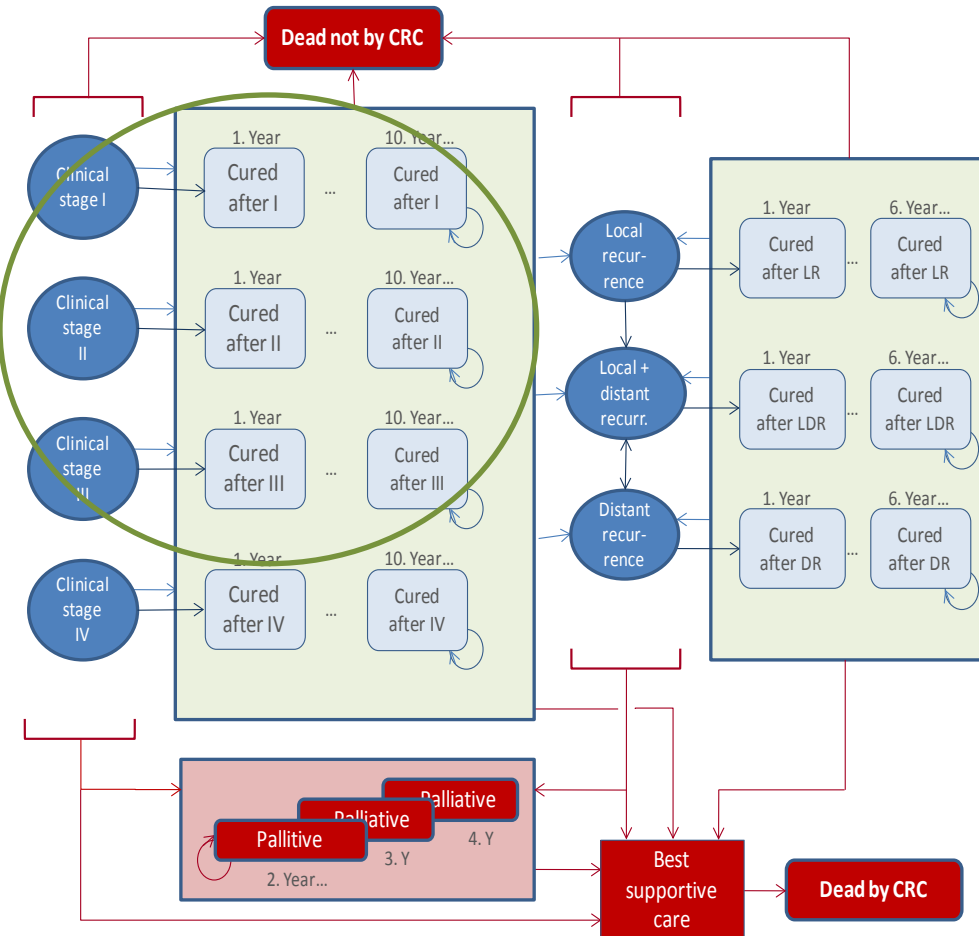 Dead not by CRC
1. Year
10. Year...
Clinical
stage I
Cured
after I
...
Cured
after I
1. Year
10. Year...
Clinical
stage
II
Cured
after II
...
Cured
after II
1. Year
10. Year...
Clinical
stage
III
Cured
after III
...
Cured
after III
1. Year
10. Year...
Clinical
stage
IV
Cured
after IV
...
Cured
after IV
Local
recur-
rence
Local +
distant
recurr.
Distant
recur-
rence
1. Year
6. Year...
Cured
after LR
...
Cured
after LR
1. Year
6. Year...
Cured
after LDR
...
Cured
after LDR
1. Year
6. Year...
Cured
after DR
...
Cured
after DR
Palliative
Palliative
Pallitive
4. Y
3. Y
2. Year...
Best
supportive
care
Dead by CRC